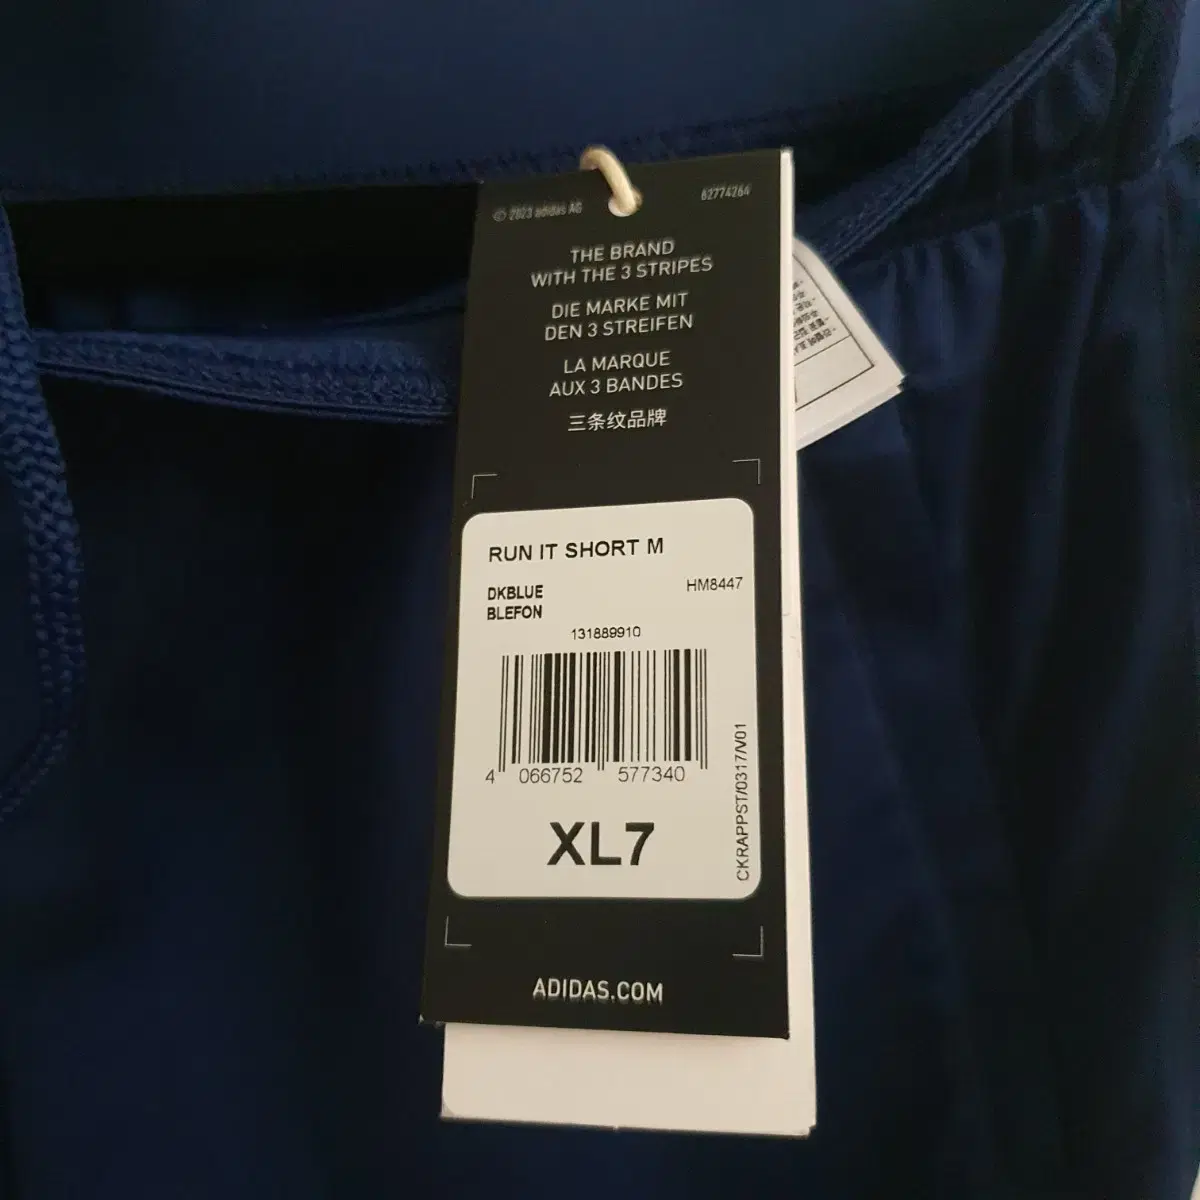 © 2023 adidas AG
62774264
THE BRAND
WITH THE 3 STRIPES
DIE MARKE MIT
DEN 3 STREIFEN
LA MARQUE
AUX 3 BANDES
三条纹品牌
RUN IT SHORT M
DKBLUE
BLEFON
HM8447
131889910
4 066752 577340
XL7
CKRAPPST/0317/V01
ADIDAS.COM